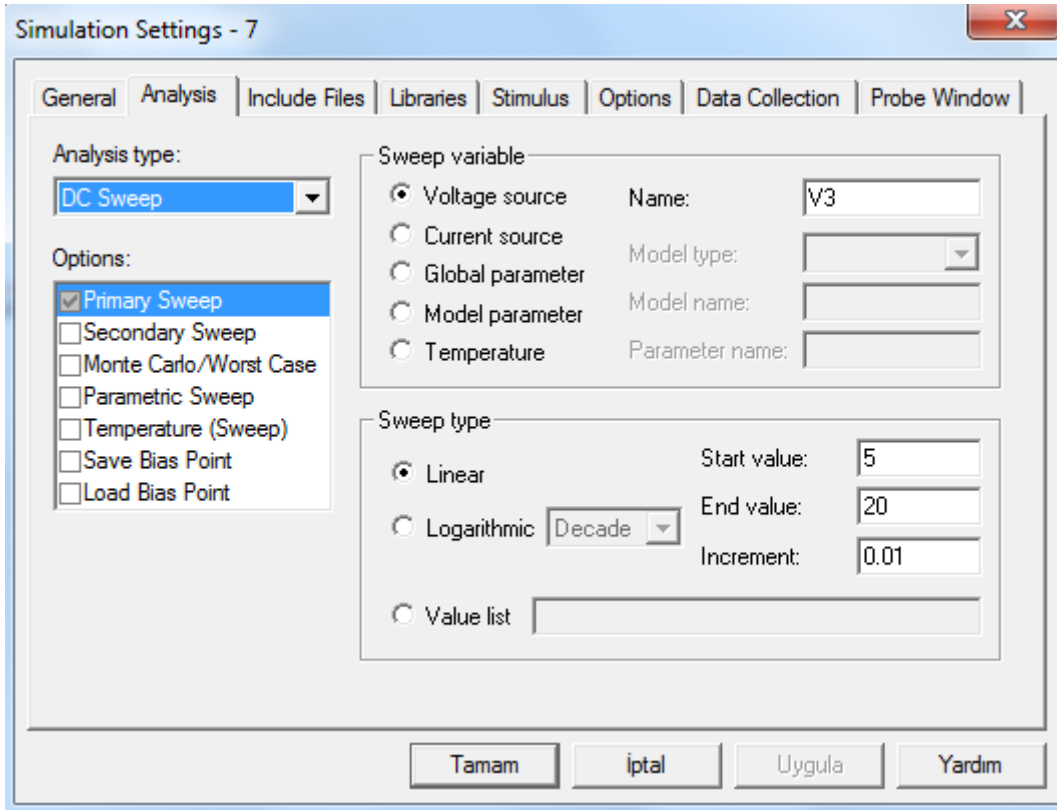 Simulation Settings - 7
General Analysis Include Files Libraries Stimulus Options Data Collection Probe Window
Analysis type:
DC Sweep
Options:
Primary Sweep
Secondary Sweep
Monte Carlo/Worst Case
Parametric Sweep
Temperature (Sweep)
Save Bias Point
Load Bias Point
Sweep variable
Voltage source
Current source
Global parameter
Model parameter
Temperature
Name: V3
Model type:
Model name:
Parameter name:
Sweep type
Linear
Logarithmic Decade
Value list
Start value: 5
End value: 20
Increment: 0.01
Tamam İptal Uygula Yardım